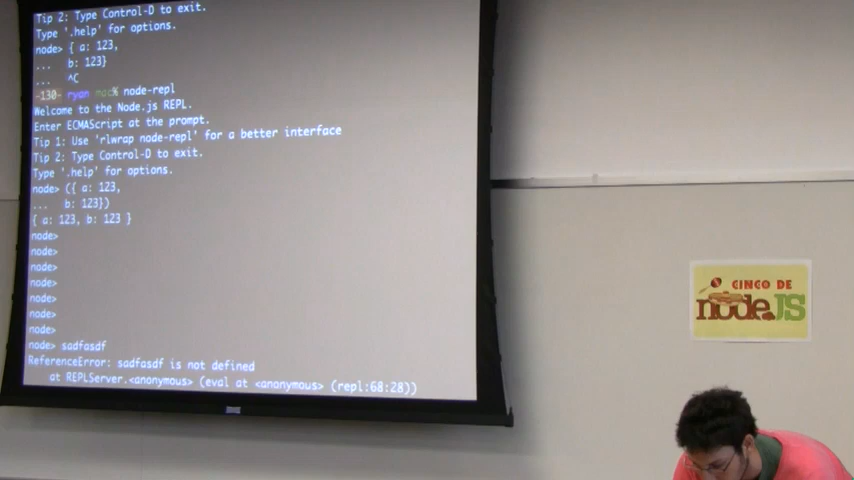 Tip 2: Type Control-D to exit.
Type '.help' for options.
node> { a: 123,
...   b: 123}
...   ^C
-130- ryan mac% node-repl
Welcome to the Node.js REPL.
Enter ECMAScript at the prompt.
Tip 1: Use 'rlwrap node-repl' for a better interface
Tip 2: Type Control-D to exit.
Type '.help' for options.
node> ({ a: 123,
...   b: 123})
{ a: 123, b: 123 }
node>
node>
node>
node>
node>
node>
node>
node> sadfasdf
ReferenceError: sadfasdf is not defined
    at REPLServer.<anonymous> (eval at <anonymous> (repl:68:28))
CINCO DE
nodeJS